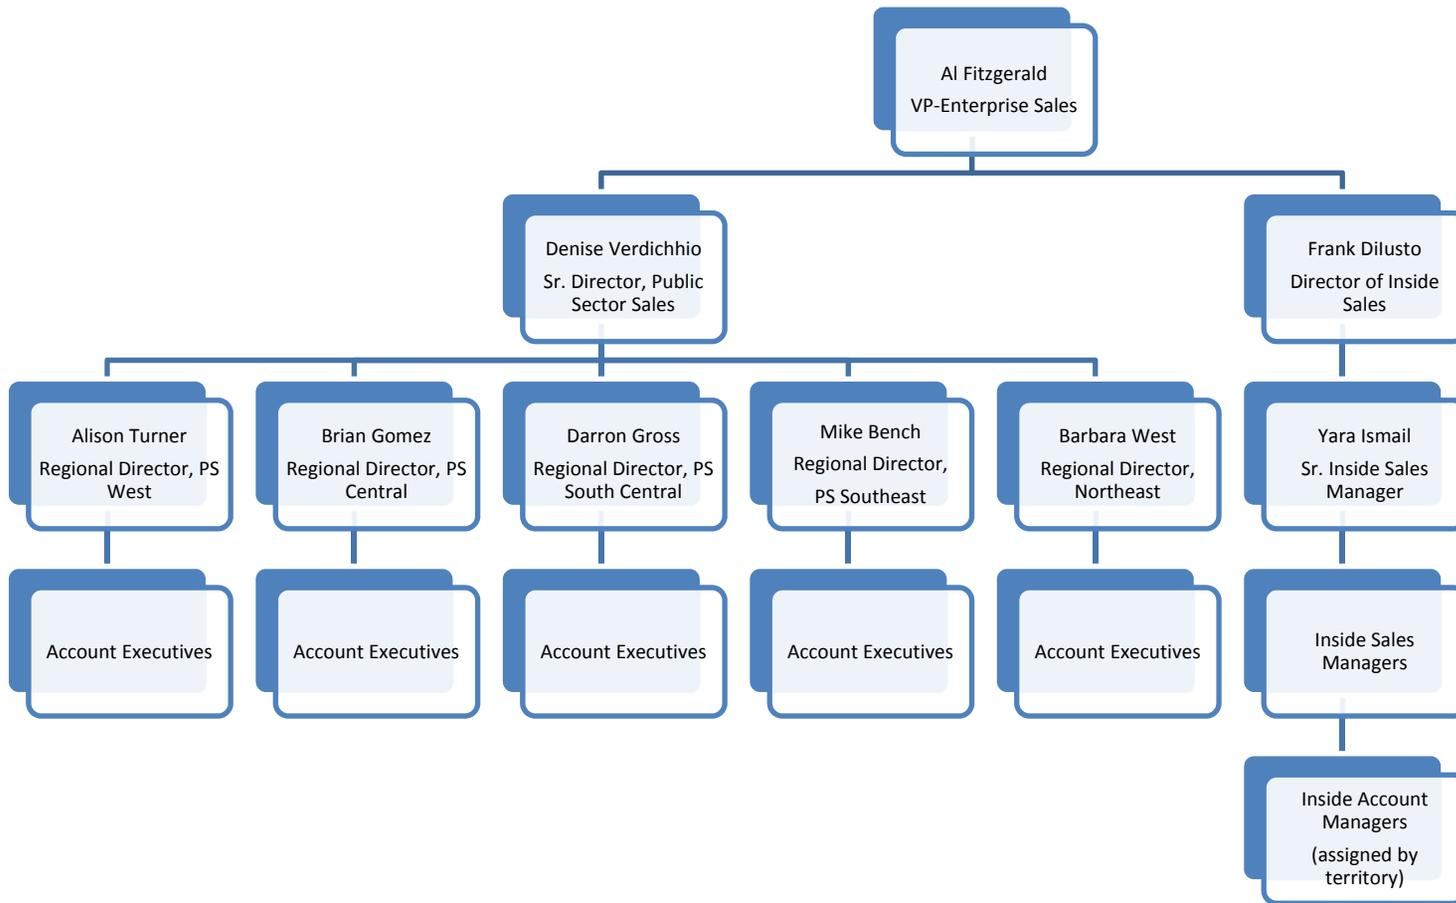 Al Fitzgerald
VP-Enterprise Sales
Denise Verdichhio
Sr. Director, Public
Sector Sales
Frank DiIusto
Director of Inside
Sales
Alison Turner
Regional Director, PS
West
Brian Gomez
Regional Director, PS
Central
Darron Gross
Regional Director, PS
South Central
Mike Bench
Regional Director,
PS Southeast
Barbara West
Regional Director,
Northeast
Yara Ismail
Sr. Inside Sales
Manager
Account Executives
Account Executives
Account Executives
Account Executives
Account Executives
Inside Sales
Managers
Inside Account
Managers
(assigned by
territory)